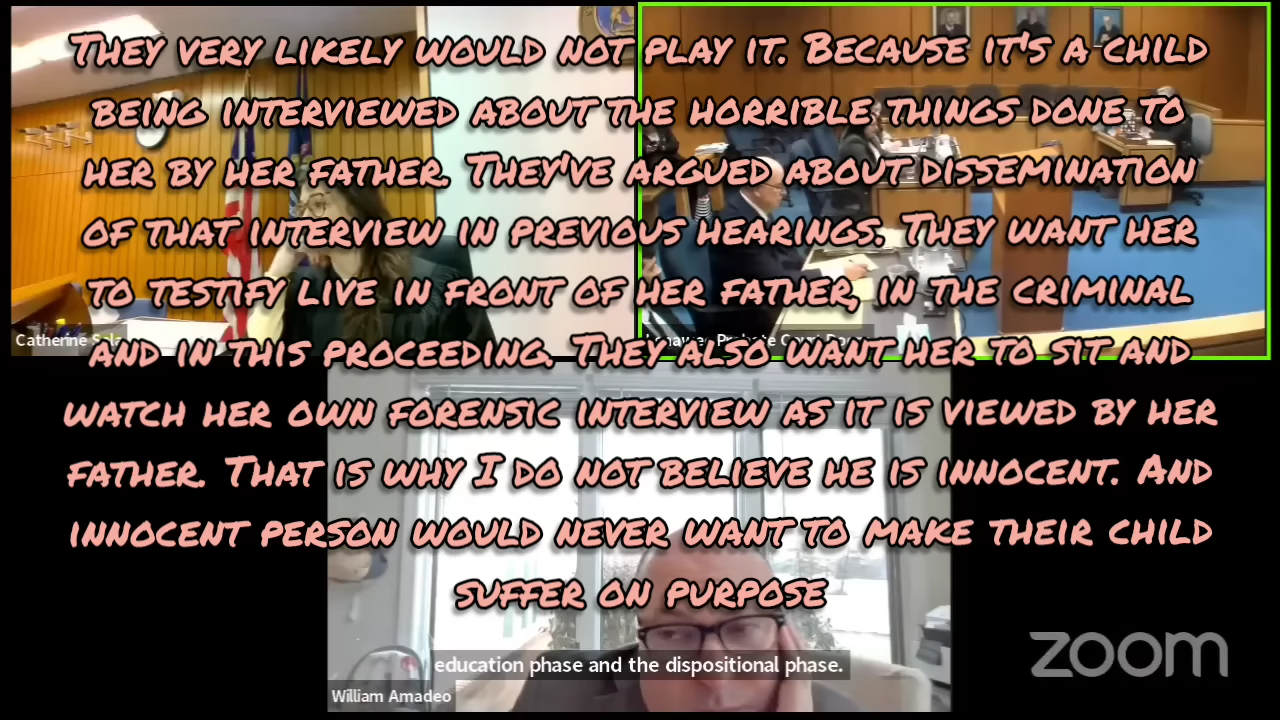 They very likely would not play it. Because it's a child
being interviewed about the horrible things done to
her by her father. They've argued about dissemination
of that interview in previous hearings. They want her
to testify live in front of her father, in the criminal
and in this proceeding. They also want her to sit and
watch her own forensic interview as it is viewed by her
father. That is why I do not believe he is innocent. And
innocent person would never want to make their child
suffer on purpose
Catherine Sala
Lenawee Probate Court
education phase and the dispositional phase.
William Amadeo
zoom